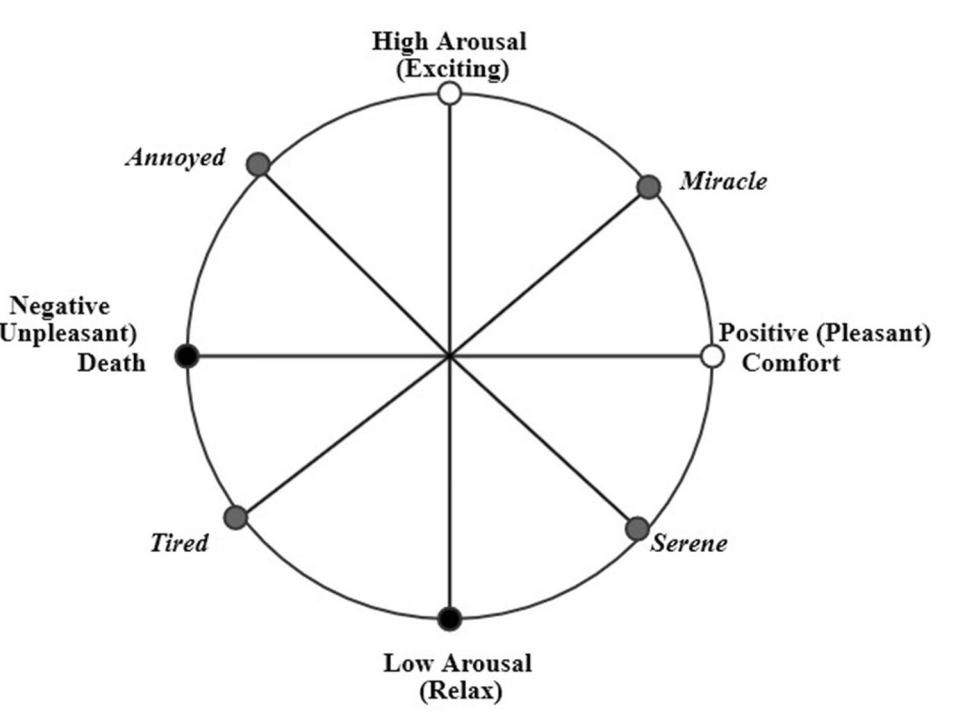 High Arousal
(Exciting)
Annoyed
Miracle
Negative
Unpleasant)
Death
Positive (Pleasant)
Comfort
Tired
Serene
Low Arousal
(Relax)